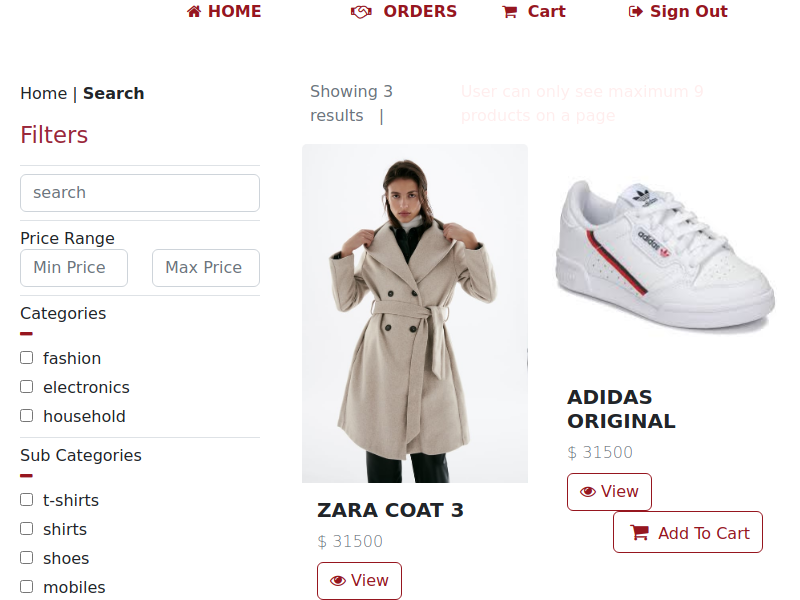 HOME
ORDERS
Cart
Sign Out
Home | Search
Filters
search
Price Range
Min Price
Max Price
Categories
fashion
electronics
household
Sub Categories
t-shirts
shirts
shoes
mobiles
Showing 3
results |
User can only see maximum 9
products on a page
ZARA COAT 3
$ 31500
View
adidas
ADIDAS
ORIGINAL
$ 31500
View
Add To Cart